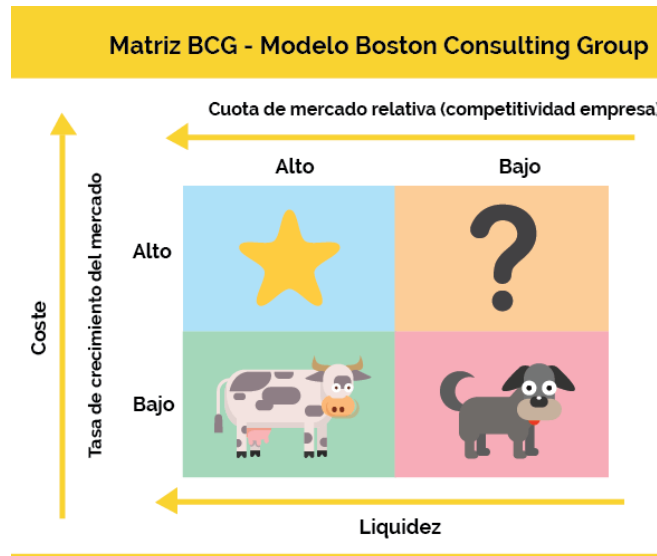 Matriz BCG - Modelo Boston Consulting Group
Cuota de mercado relativa (competitividad empresa)
Alto
Bajo
Coste
Tasa de crecimiento del mercado
Alto
?
Bajo
Liquidez